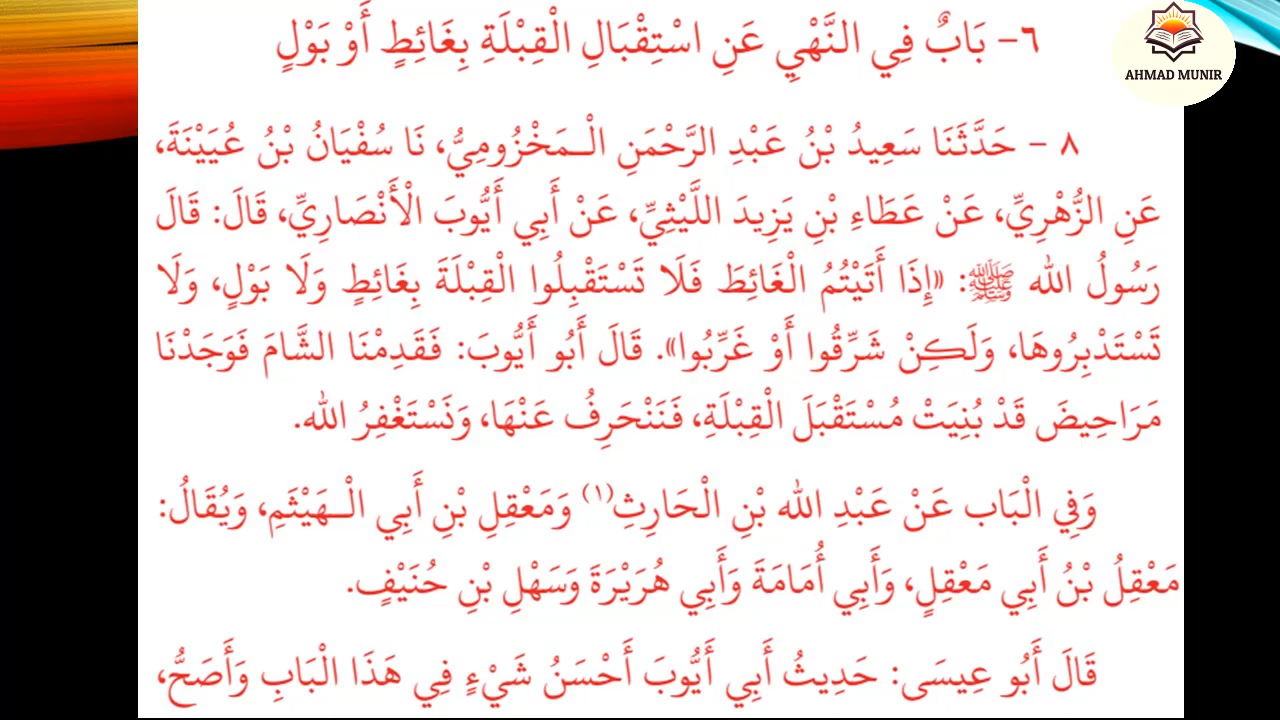 ٦- بَابٌ فِي النَّهْيِ عَنِ اسْتِقْبَالِ الْقِبْلَةِ بِغَائِطٍ أَوْ بَوْلٍ
AHMAD MUNIR
٨ - حَدَّثَنَا سَعِيدُ بْنُ عَبْدِ الرَّحْمَنِ الْـمَخْزُومِيُّ، نَا سُفْيَانُ بْنُ عُيَيْنَةَ،
عَنِ الزُّهْرِيِّ، عَنْ عَطَاءِ بْنِ يَزِيدَ اللَّيْثِيِّ، عَنْ أَبِي أَيُّوبَ الْأَنْصَارِيِّ، قَالَ: قَالَ
رَسُولُ الله ﷺ: «إِذَا أَتَيْتُمُ الْغَائِطَ فَلَا تَسْتَقْبِلُوا الْقِبْلَةَ بِغَائِطٍ وَلَا بَوْلٍ، وَلَا
تَسْتَدْبِرُوهَا، وَلَكِنْ شَرِّقُوا أَوْ غَرِّبُوا». قَالَ أَبُو أَيُّوبَ: فَقَدِمْنَا الشَّامَ فَوَجَدْنَا
مَرَاحِيضَ قَدْ بُنِيَتْ مُسْتَقْبَلَ الْقِبْلَةِ، فَنَنْحَرِفُ عَنْهَا، وَنَسْتَغْفِرُ الله.
وَفِي الْبَاب عَنْ عَبْدِ الله بْنِ الْحَارِثِ(١) وَمَعْقِلِ بْنِ أَبِي الْـهَيْثَمِ، وَيُقَالُ:
مَعْقِلُ بْنُ أَبِي مَعْقِلٍ، وَأَبِي أُمَامَةَ وَأَبِي هُرَيْرَةَ وَسَهْلِ بْنِ حُنَيْفٍ.
قَالَ أَبُو عِيسَى: حَدِيثُ أَبِي أَيُّوبَ أَحْسَنُ شَيْءٍ فِي هَذَا الْبَابِ وَأَصَحُّ،